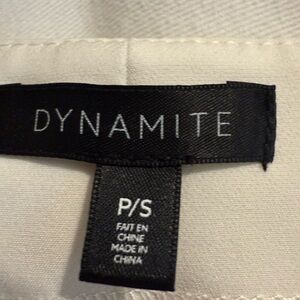 DYNAMITE
P/S
FAIT EN
CHINE
MADE IN
CHINA